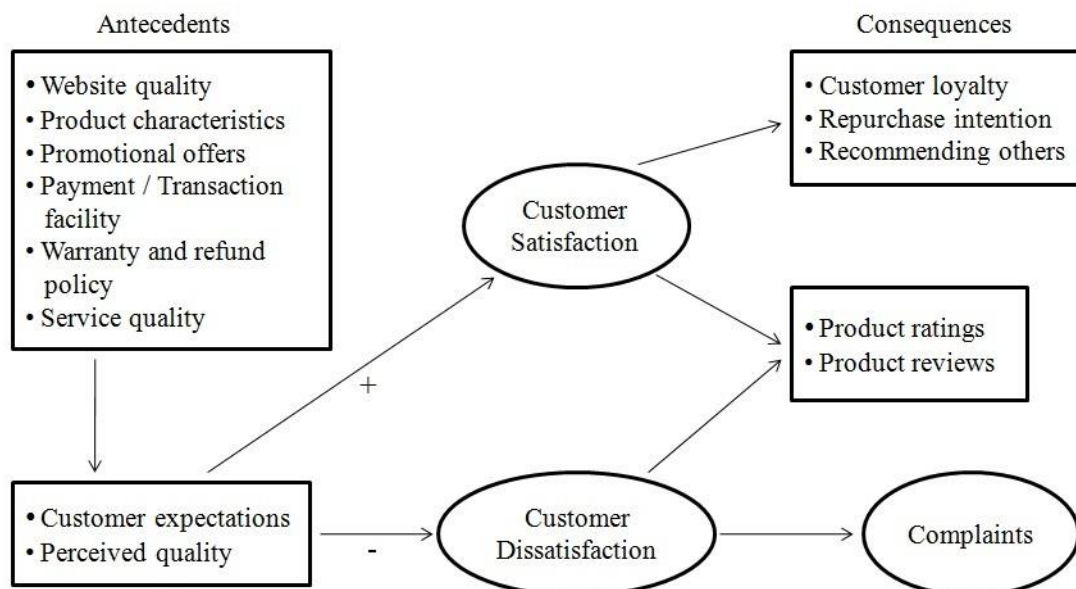 Antecedents
• Website quality
• Product characteristics
• Promotional offers
• Payment / Transaction
facility
• Warranty and refund
policy
• Service quality
• Customer expectations
• Perceived quality
+
-
Customer
Satisfaction
Customer
Dissatisfaction
Consequences
• Customer loyalty
• Repurchase intention
• Recommending others
• Product ratings
• Product reviews
Complaints